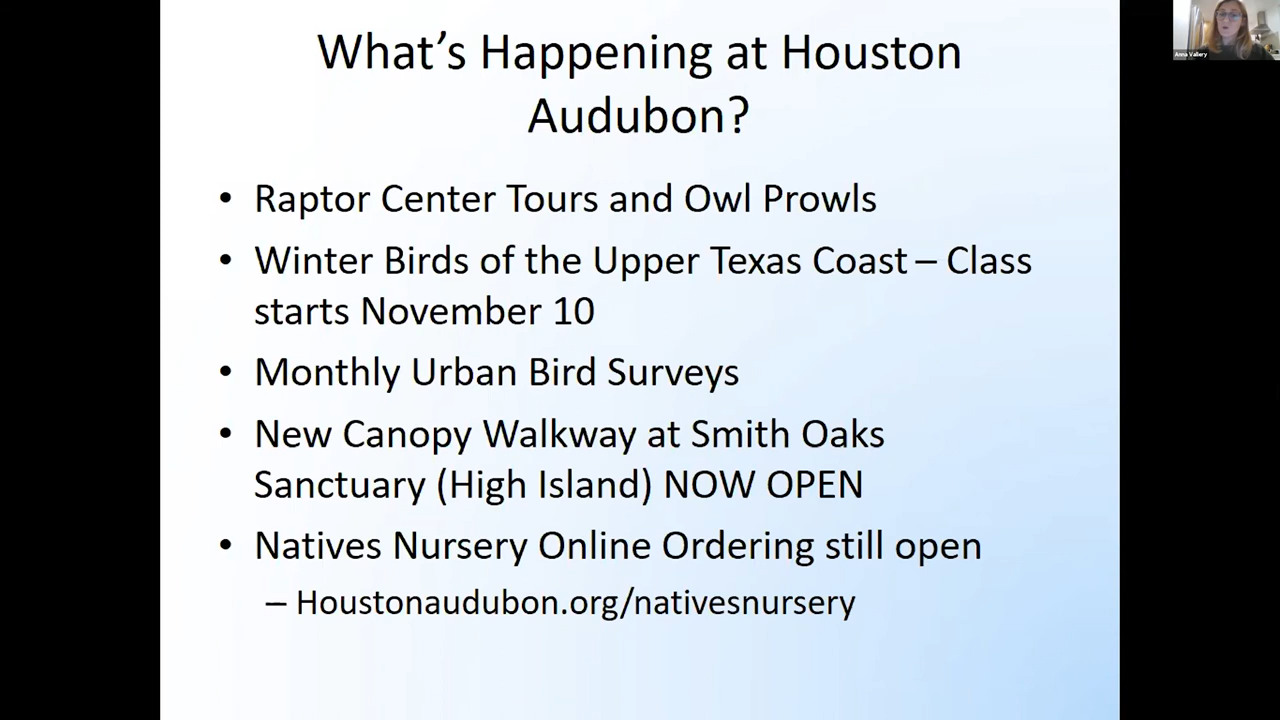 What's Happening at Houston
Audubon?
• Raptor Center Tours and Owl Prowls
• Winter Birds of the Upper Texas Coast – Class
starts November 10
• Monthly Urban Bird Surveys
• New Canopy Walkway at Smith Oaks
Sanctuary (High Island) NOW OPEN
• Natives Nursery Online Ordering still open
– Houstonaudubon.org/nativesnursery
Anna Vallery